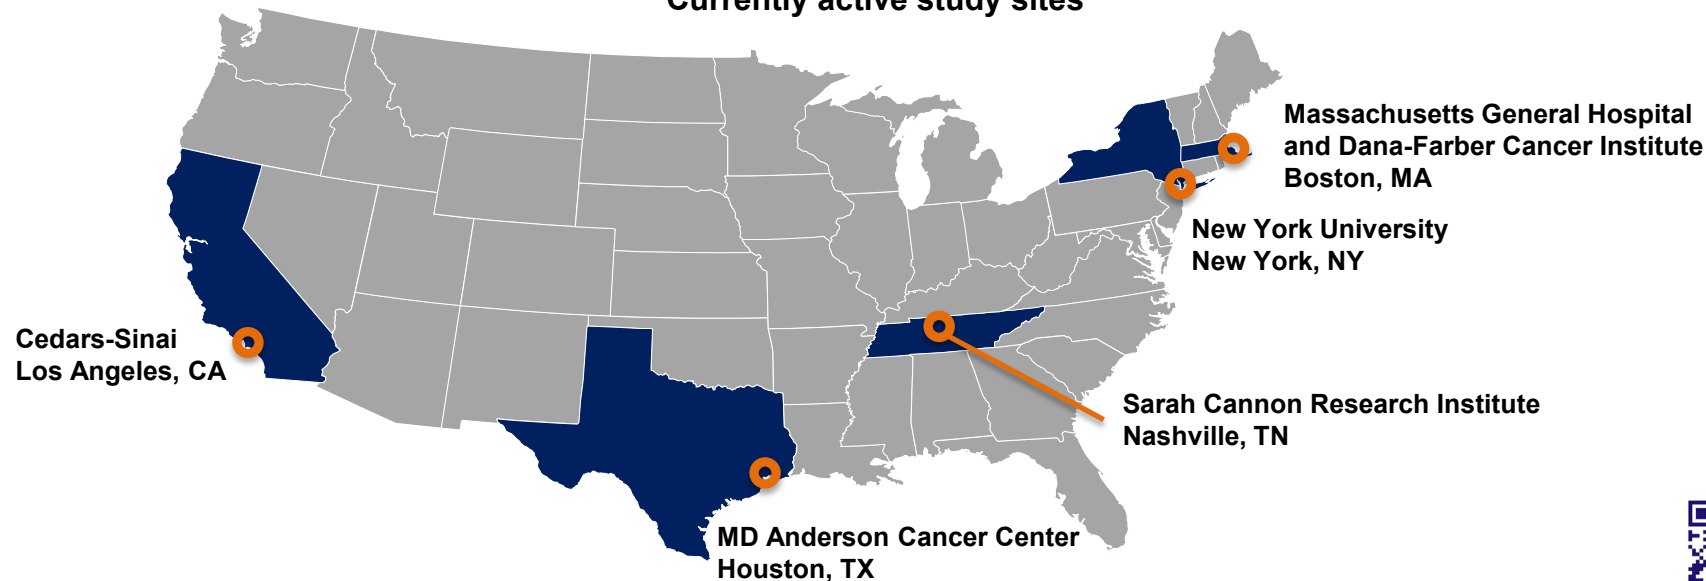 Currently active study sites
Massachusetts General Hospital
and Dana-Farber Cancer Institute
Boston, MA
New York University
New York, NY
Cedars-Sinai
Los Angeles, CA
Sarah Cannon Research Institute
Nashville, TN
MD Anderson Cancer Center
Houston, TX